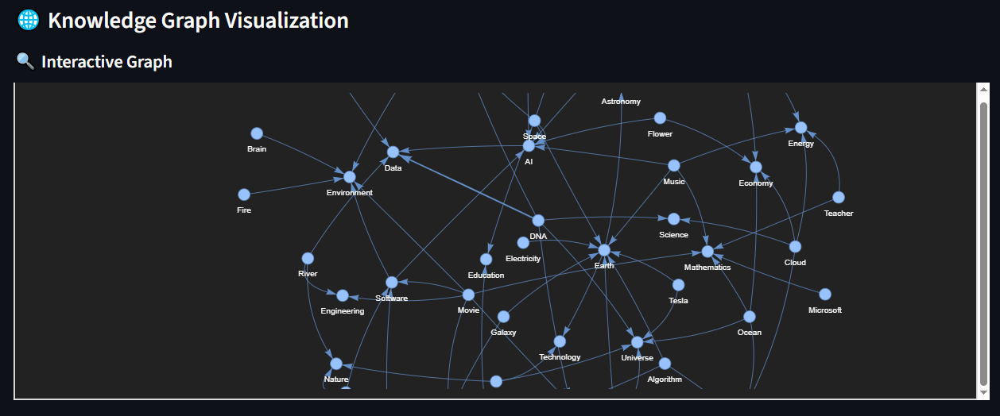 Knowledge Graph Visualization
Interactive Graph
Astronomy
Space
Flower
Energy
Brain
AI
Data
Music
Economy
Environment
Fire
Teacher
DNA
Science
Electricity
Earth
Mathematics
Cloud
River
Education
Software
Engineering
Movie
Tesla
Microsoft
Galaxy
Ocean
Technology
Universe
Nature
Algorithm